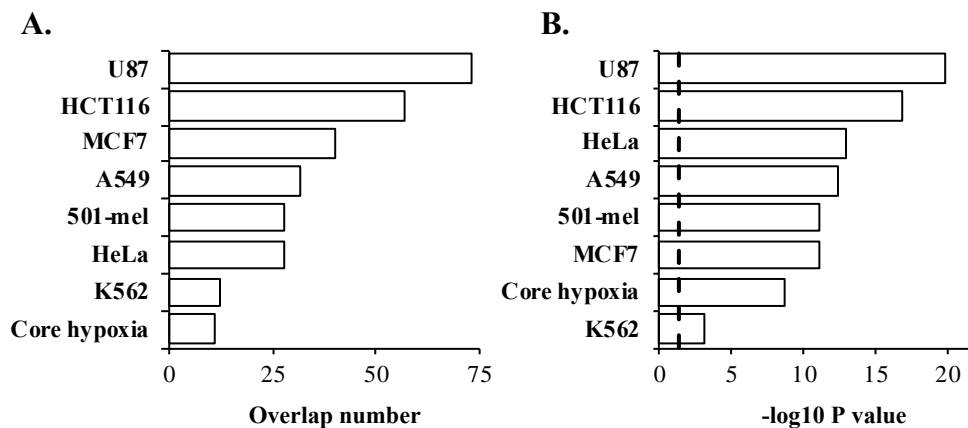 A.
U87
HCT116
MCF7
A549
501-mel
HeLa
K562
Core hypoxia
0 25 50 75
Overlap number
B.
U87
HCT116
HeLa
A549
501-mel
MCF7
Core hypoxia
K562
0 5 10 15 20
-log10 P value